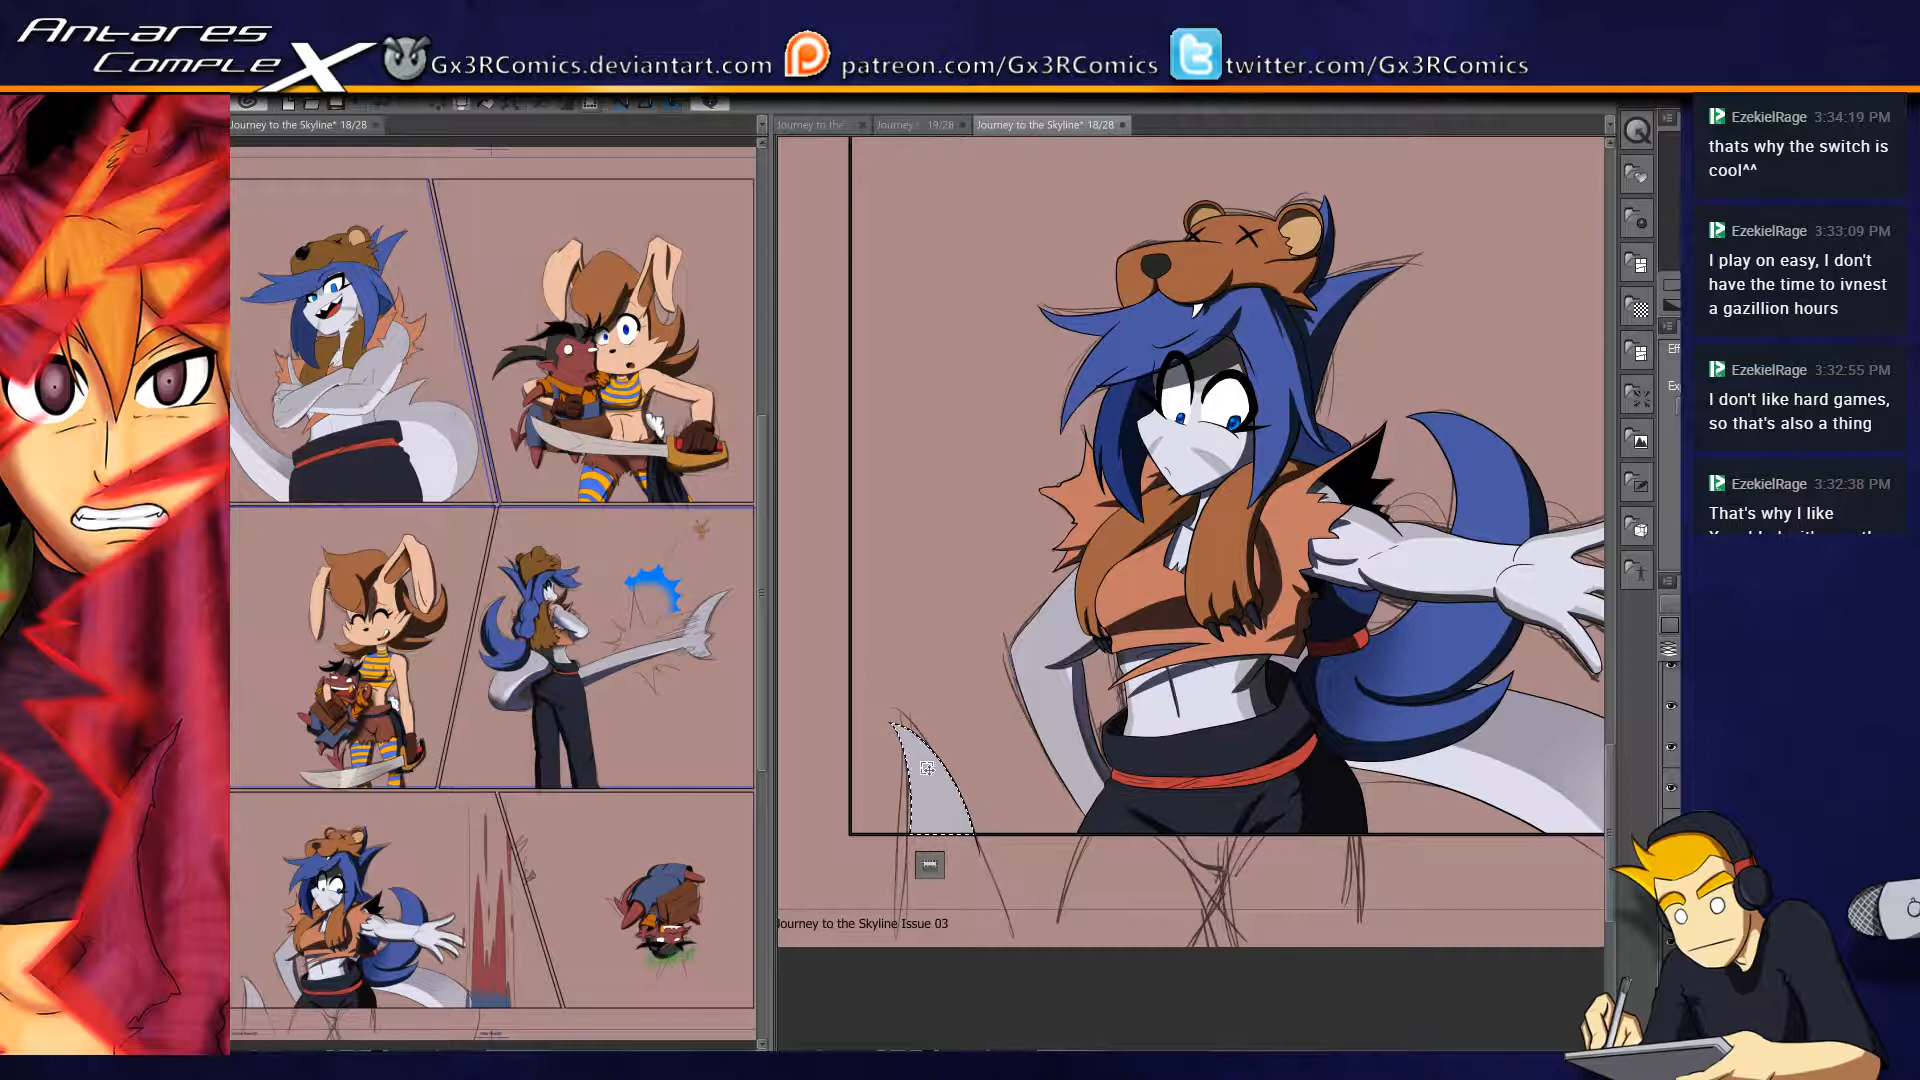 Antares
Complex
Gx3RComics.deviantart.com
patreon.com/Gx3RComics
twitter.com/Gx3RComics
Journey to the Skyline* 18/28
Journey to the
Journey
19/28
Journey to the Skyline* 18/28
EzekielRage 3:34:19 PM
thats why the switch is
cool^^
EzekielRage 3:33:09 PM
I play on easy, I don't
have the time to ivnest
a gazillion hours
EzekielRage 3:32:55 PM
I don't like hard games,
so that's also a thing
EzekielRage 3:32:38 PM
That's why I like
Journey to the Skyline Issue 03